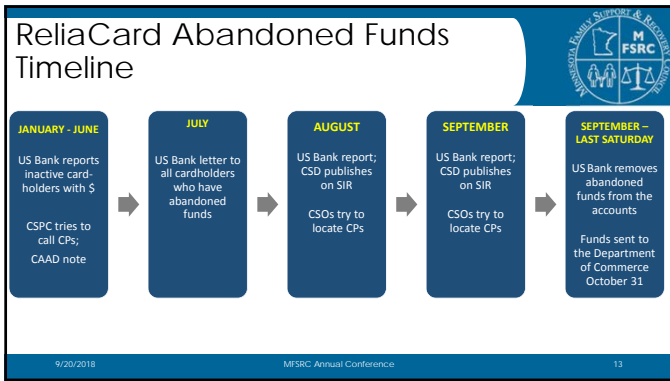 ReliaCard Abandoned Funds
Timeline
MINNESOTA FAMILY SUPPORT & RECOVERY COUNCIL
M
FSRC
JANUARY - JUNE
US Bank reports
inactive card-
holders with $
CSPC tries to
call CPs;
CAAD note
JULY
US Bank letter to
all cardholders
who have
abandoned
funds
AUGUST
US Bank report;
CSD publishes
on SIR
CSOs try to
locate CPs
SEPTEMBER
US Bank report;
CSD publishes
on SIR
CSOs try to
locate CPs
SEPTEMBER –
LAST SATURDAY
US Bank removes
abandoned
funds from the
accounts
Funds sent to
the Department
of Commerce
October 31
9/20/2018
MFSRC Annual Conference
13